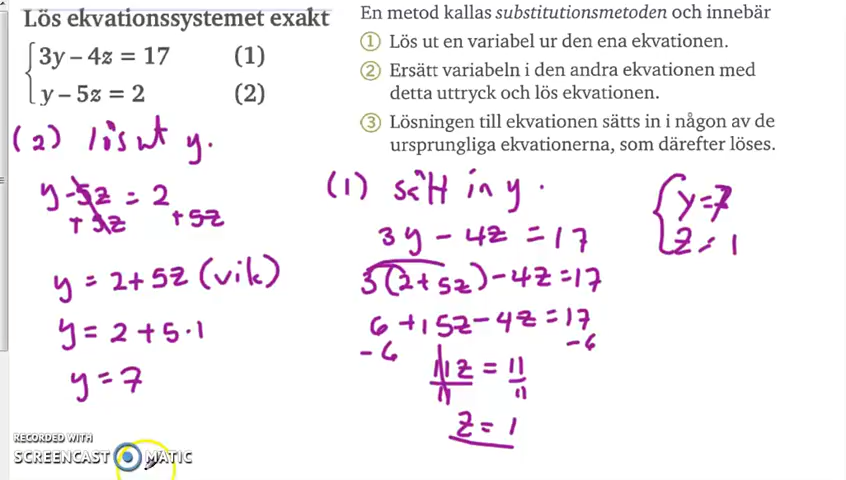 Lös ekvationssystemet exakt
3y – 4z = 17 (1)
y – 5z = 2 (2)
En metod kallas substitutionsmetoden och innebär
① Lös ut en variabel ur den ena ekvationen.
② Ersätt variabeln i den andra ekvationen med
detta uttryck och lös ekvationen.
③ Lösningen till ekvationen sätts in i någon av de
ursprungliga ekvationerna, som därefter löses.
(2) lös ut y.
y - 5z = 2
+ 5z + 5z
y = 2 + 5z (vik)
y = 2 + 5·1
y = 7
(1) sätt in y.
3y - 4z = 17
3(2 + 5z) - 4z = 17
6 + 15z - 4z = 17
-6 -6
11z = 11
11 11
z = 1
y = 7
z = 1
RECORDED WITH
SCREENCAST MATIC